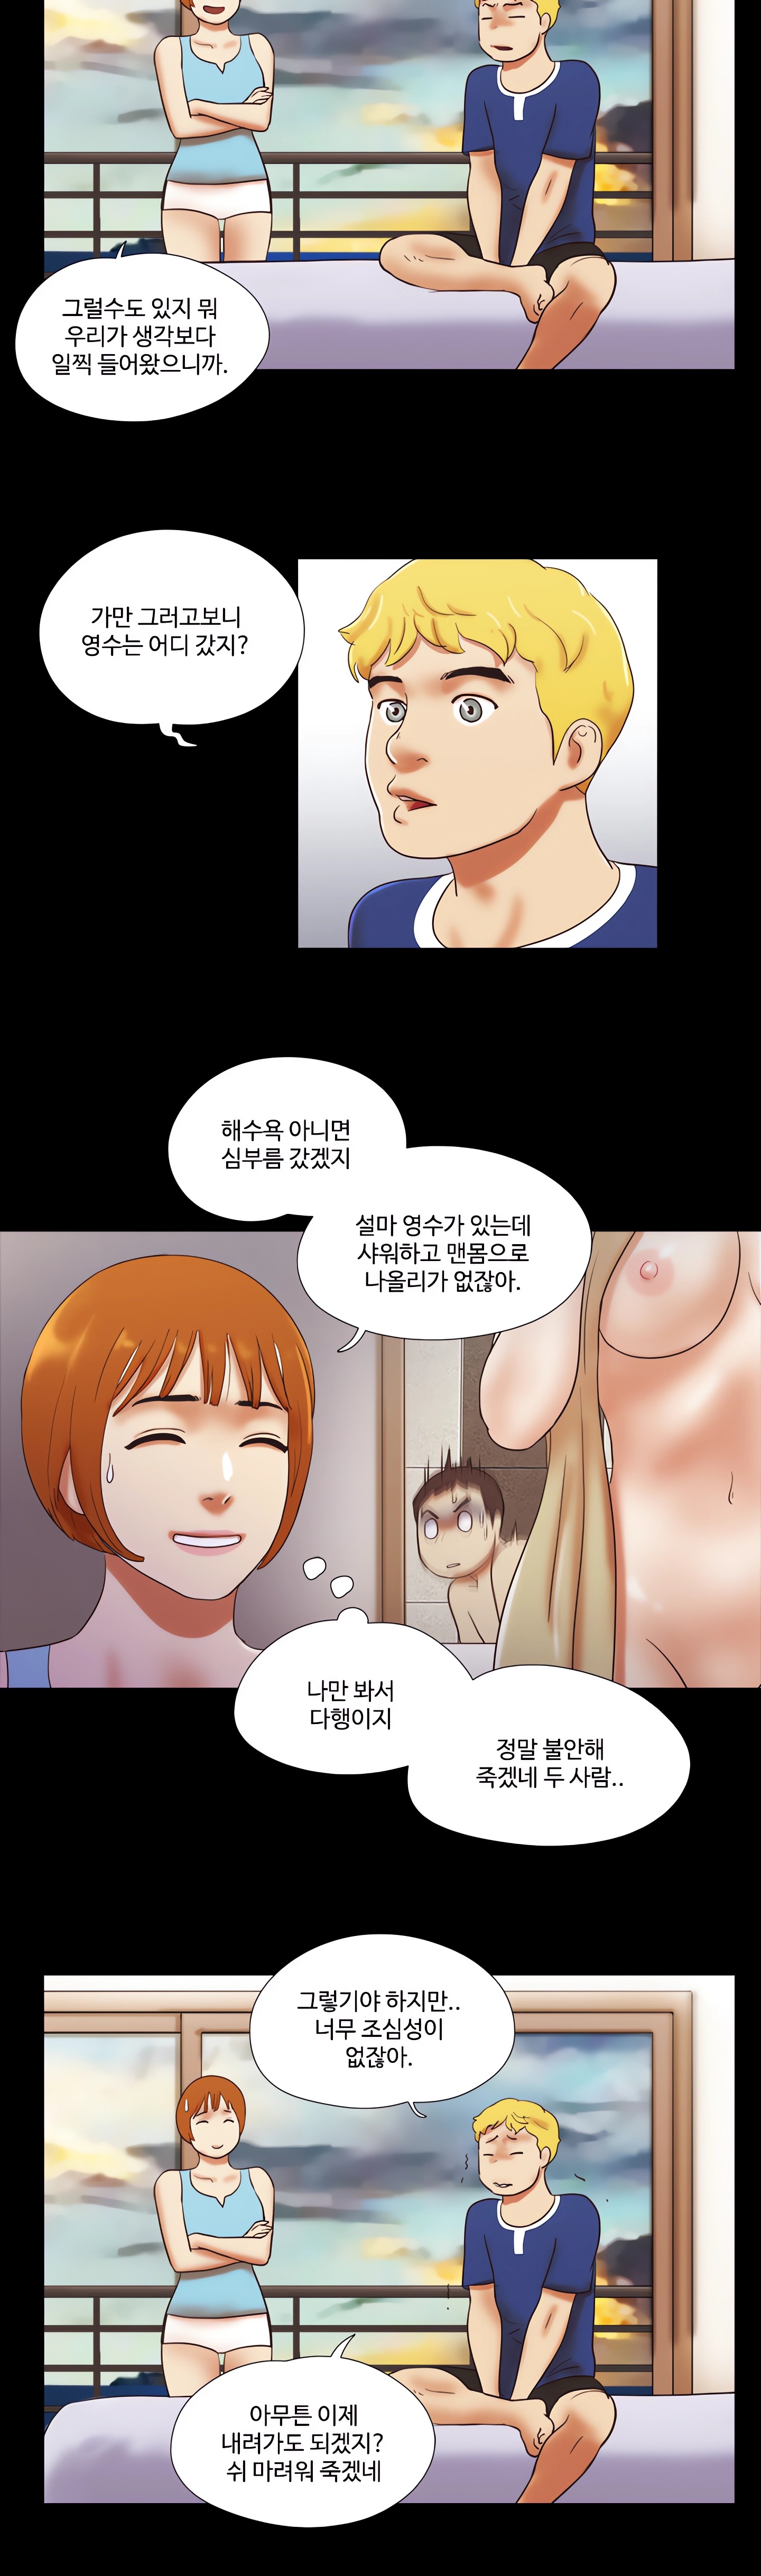 그럴수도 있지 뭐
우리가 생각보다
일찍 들어왔으니까.
가만 그러고보니
영수는 어디 갔지?
해수욕 아니면
심부름 갔겠지
설마 영수가 있는데
샤워하고 맨몸으로
나올리가 없잖아.
나만 봐서
다행이지
정말 불안해
죽겠네 두 사람..
그렇기야 하지만..
너무 조심성이
없잖아.
아무튼 이제
내려가도 되겠지?
쉬 마려워 죽겠네